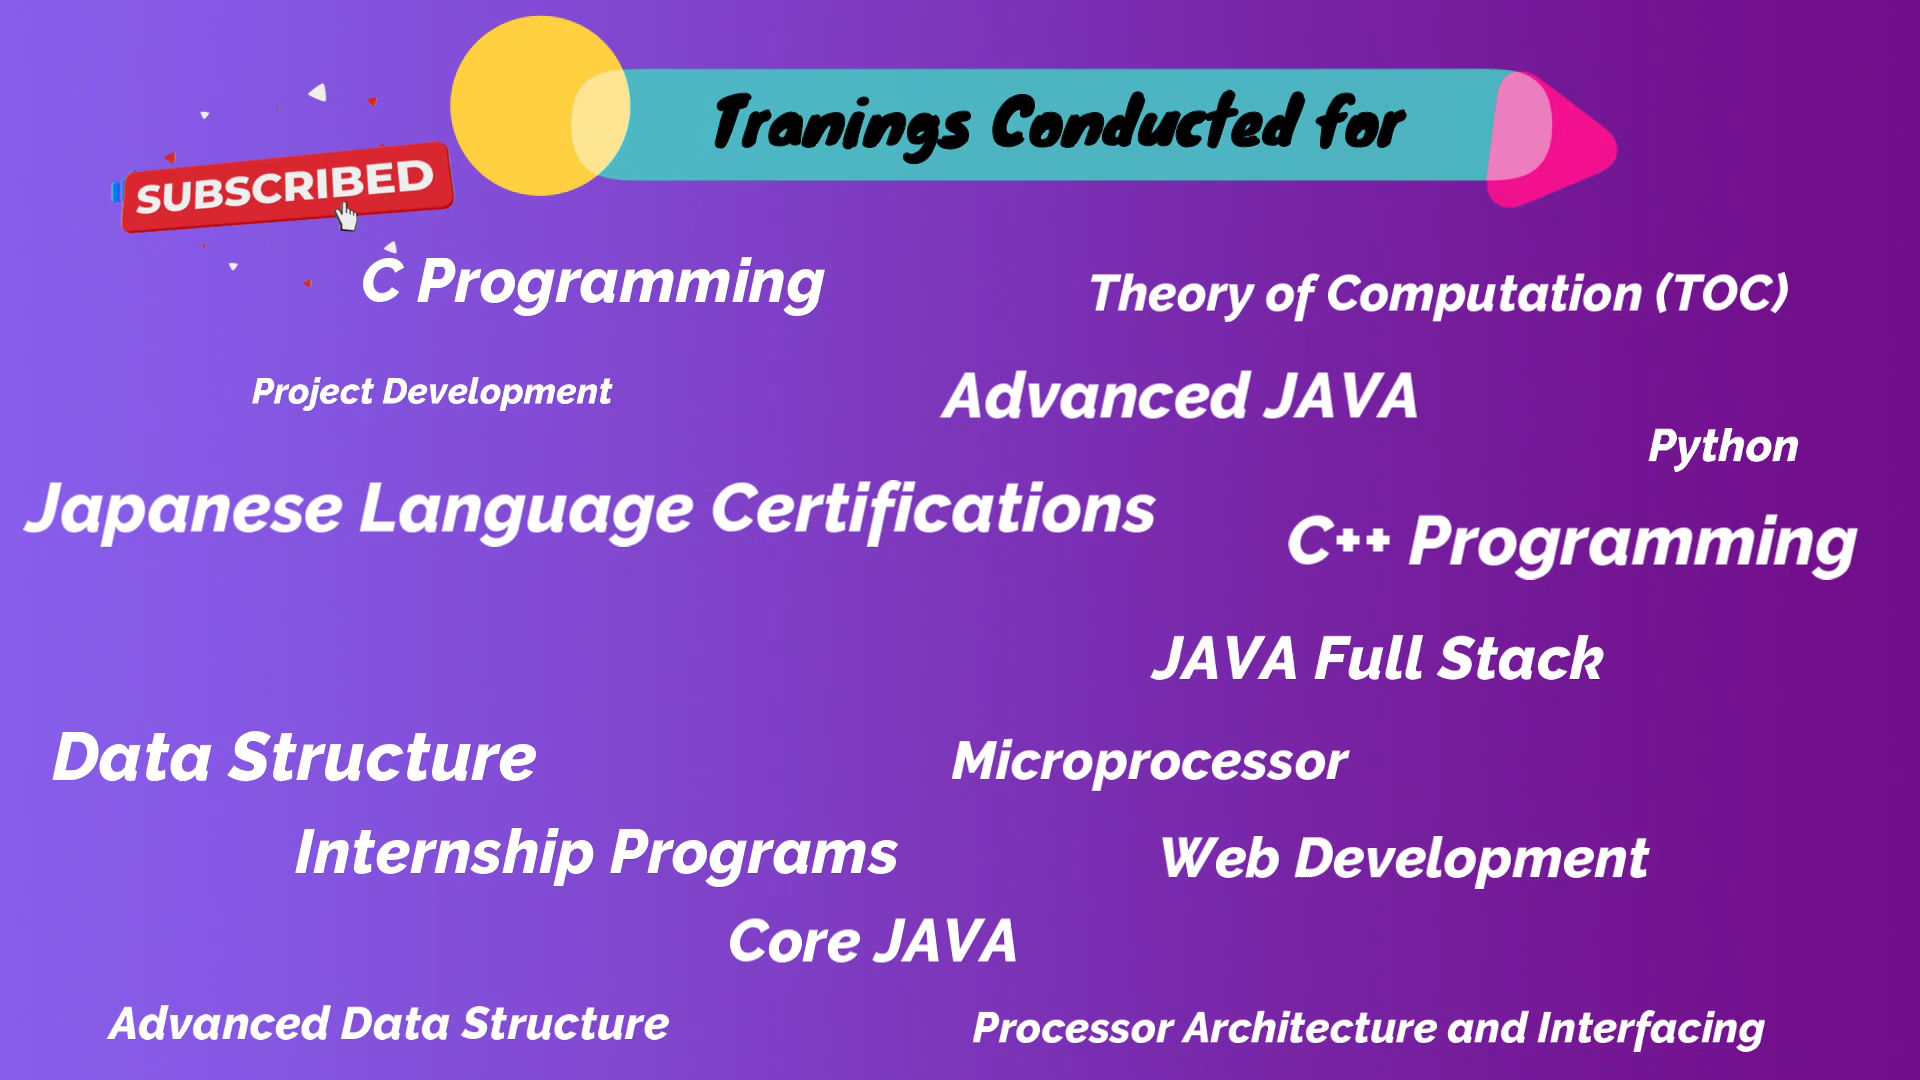 Tranings Conducted for
SUBSCRIBED
C Programming
Theory of Computation (TOC)
Project Development
Advanced JAVA
Python
Japanese Language Certifications
C++ Programming
JAVA Full Stack
Data Structure
Microprocessor
Internship Programs
Web Development
Core JAVA
Advanced Data Structure
Processor Architecture and Interfacing